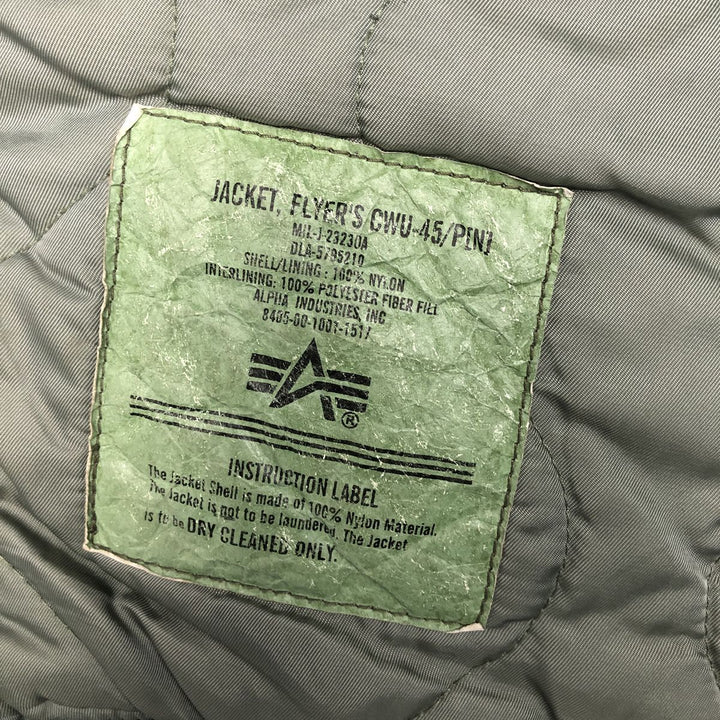 JACKET, FLYER'S CWU-45/P[N]
MIL-J-23230A
DLA-5795210
SHELL/LINING : 100% NYLON
INTERLINING: 100% POLYESTER FIBER FILL
ALPHA INDUSTRIES, INC
8405-00-1001-1517
®
INSTRUCTION LABEL
The Jacket Shell is made of 100% Nylon Material.
The Jacket is not to be laundered. The Jacket
is to be DRY CLEANED ONLY.